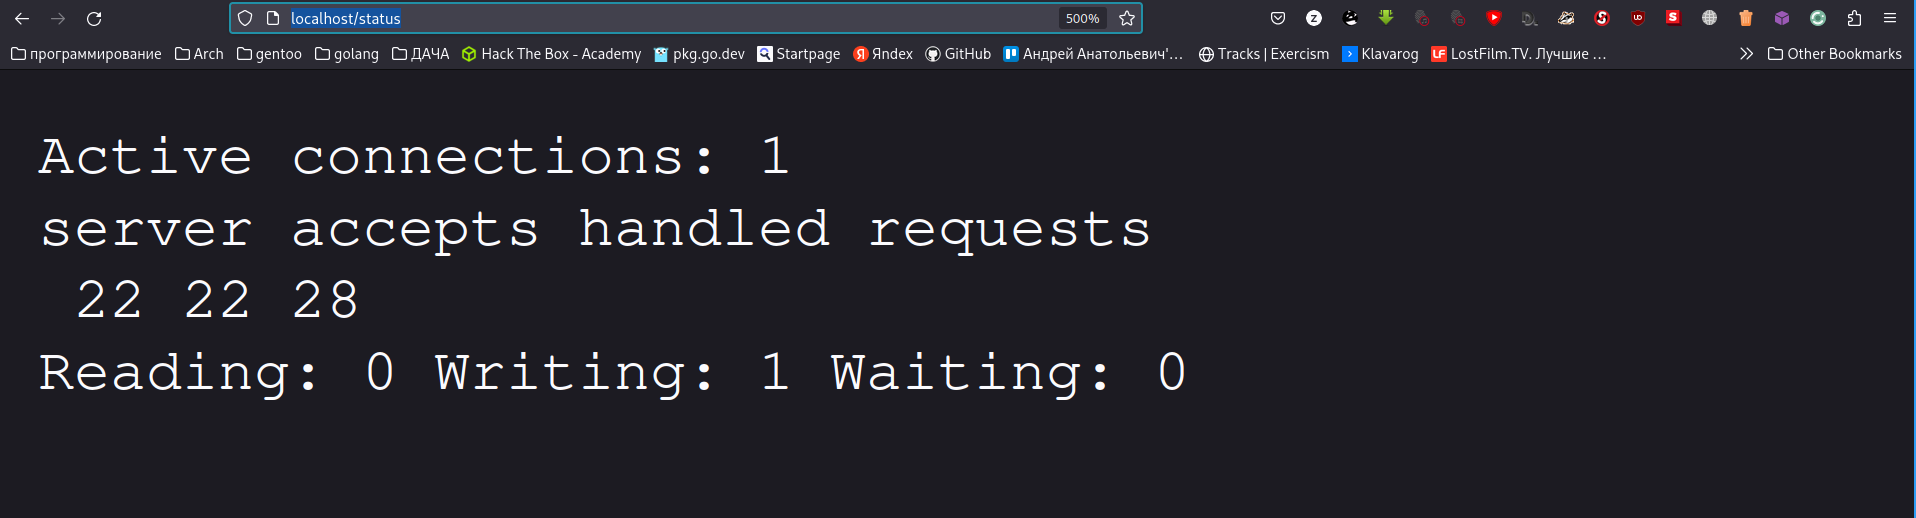 localhost/status
500%
программирование Arch gentoo golang ДАЧА Hack The Box - Academy pkg.go.dev Startpage Яndex GitHub Андрей Анатольевич'... Tracks | Exercism Klavarog LostFilm.TV. Лучшие ... Other Bookmarks
Active connections: 1
server accepts handled requests
22 22 28
Reading: 0 Writing: 1 Waiting: 0